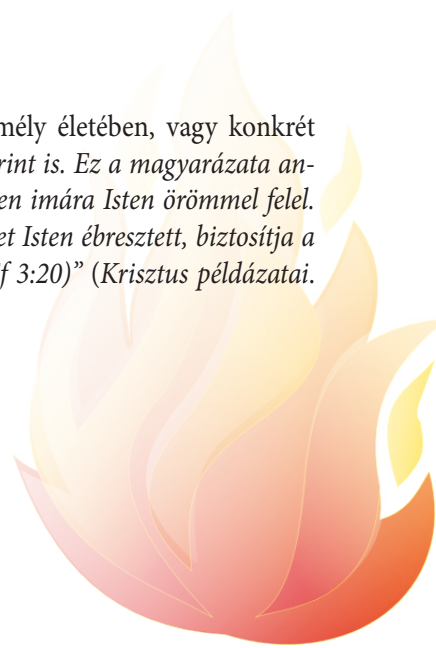 mély életében, vagy konkrét
rint is. Ez a magyarázata an-
en imára Isten örömmel felel.
et Isten ébresztett, biztosítja a
f 3:20)” (Krisztus példázatai.